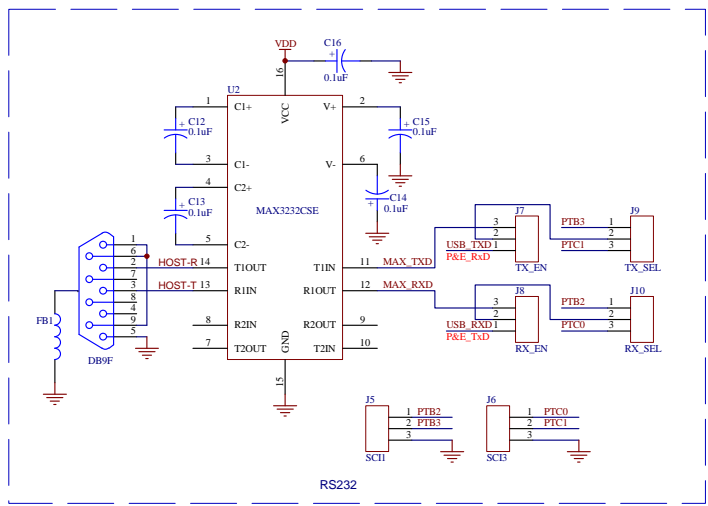 VDD
C16
0.1uF
16
U2
1 C1+
VCC
V+ 2
C12
0.1uF
C15
0.1uF
3 C1-
V- 6
4 C2+
C13
0.1uF
MAX3232CSE
C14
0.1uF
5 C2-
J7
J9
3
PTB3 1
2
2
USB_TXD 1
PTC1 3
P&E_RxD
TX_EN
TX_SEL
1
6
2
HOST-R 14 T1OUT
T1IN 11 MAX_TXD
7
3
HOST-T 13 R1IN
R1OUT 12 MAX_RXD
8
4
9
5
FB1
DB9F
J8
J10
3
PTB2 1
2
2
USB_RXD 1
PTC0 3
P&E_TxD
RX_EN
RX_SEL
8 R2IN
R2OUT 9
7 T2OUT
T2IN 10
GND
15
J5
1 PTB2
2 PTB3
3
SCI1
J6
1 PTC0
2 PTC1
3
SCI3
RS232